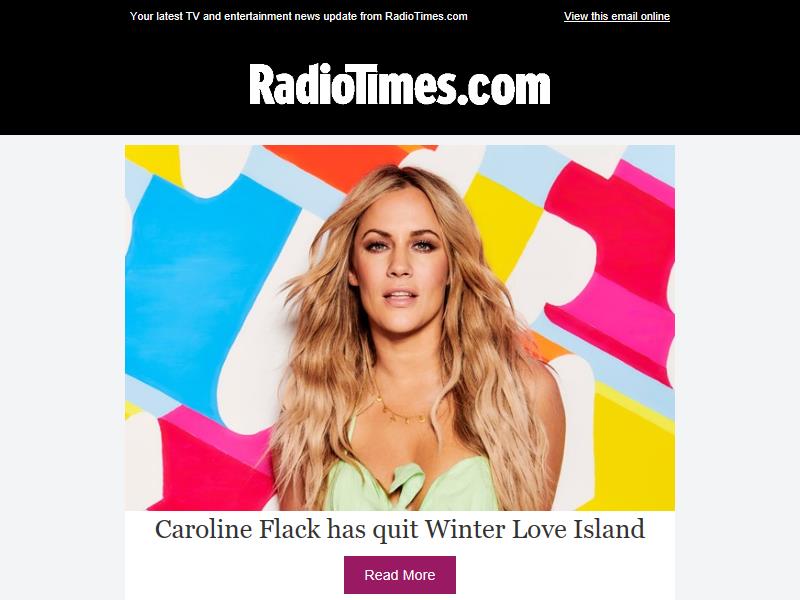 Your latest TV and entertainment news update from RadioTimes.com
View this email online
RadioTimes.com
Caroline Flack has quit Winter Love Island
Read More